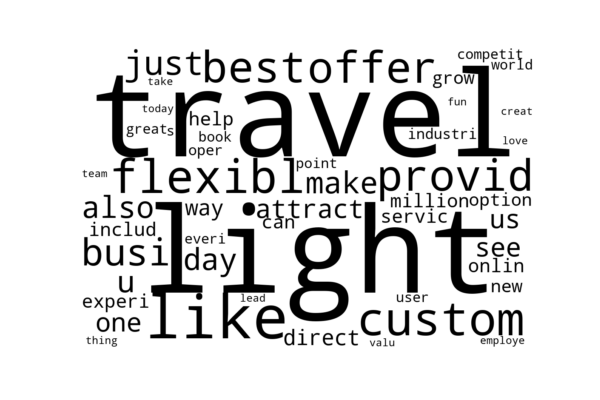 just best offer competit
world
take grow
travel
today fun creat
greats help book industri love
oper
team flexibl point make provid
also way attract million option
servic us
includ can
light
busi everi day see
onlin
u new
experi lead user
one like direct custom
thing valu employe